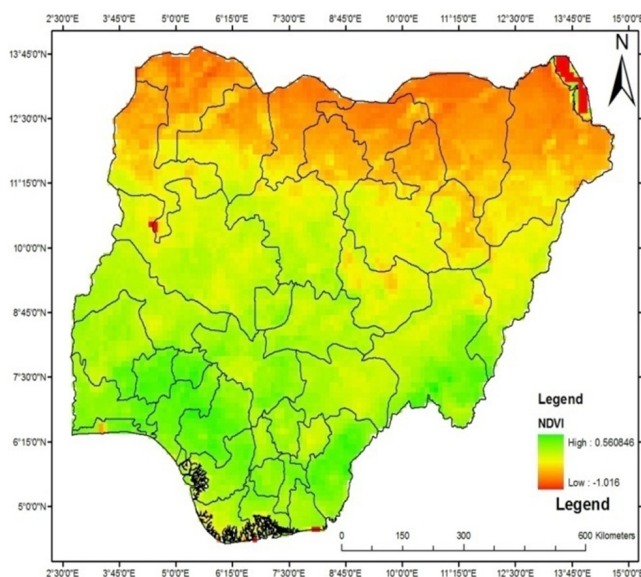 2°30'0"E 3°45'0"E 5°0'0"E 6°15'0"E 7°30'0"E 8°45'0"E 10°0'0"E 11°15'0"E 12°30'0"E 13°45'0"E 15°0'0"E
13°45'0"N
N
12°30'0"N
11°15'0"N
10°0'0"N
8°45'0"N
7°30'0"N
Legend
NDVI
6°15'0"N
High : 0.560846
Low : -1.016
Legend
5°0'0"N
0 150 300 600 Kilometers
2°30'0"E 3°45'0"E 5°0'0"E 6°15'0"E 7°30'0"E 8°45'0"E 10°0'0"E 11°15'0"E 12°30'0"E 13°45'0"E 15°0'0"E